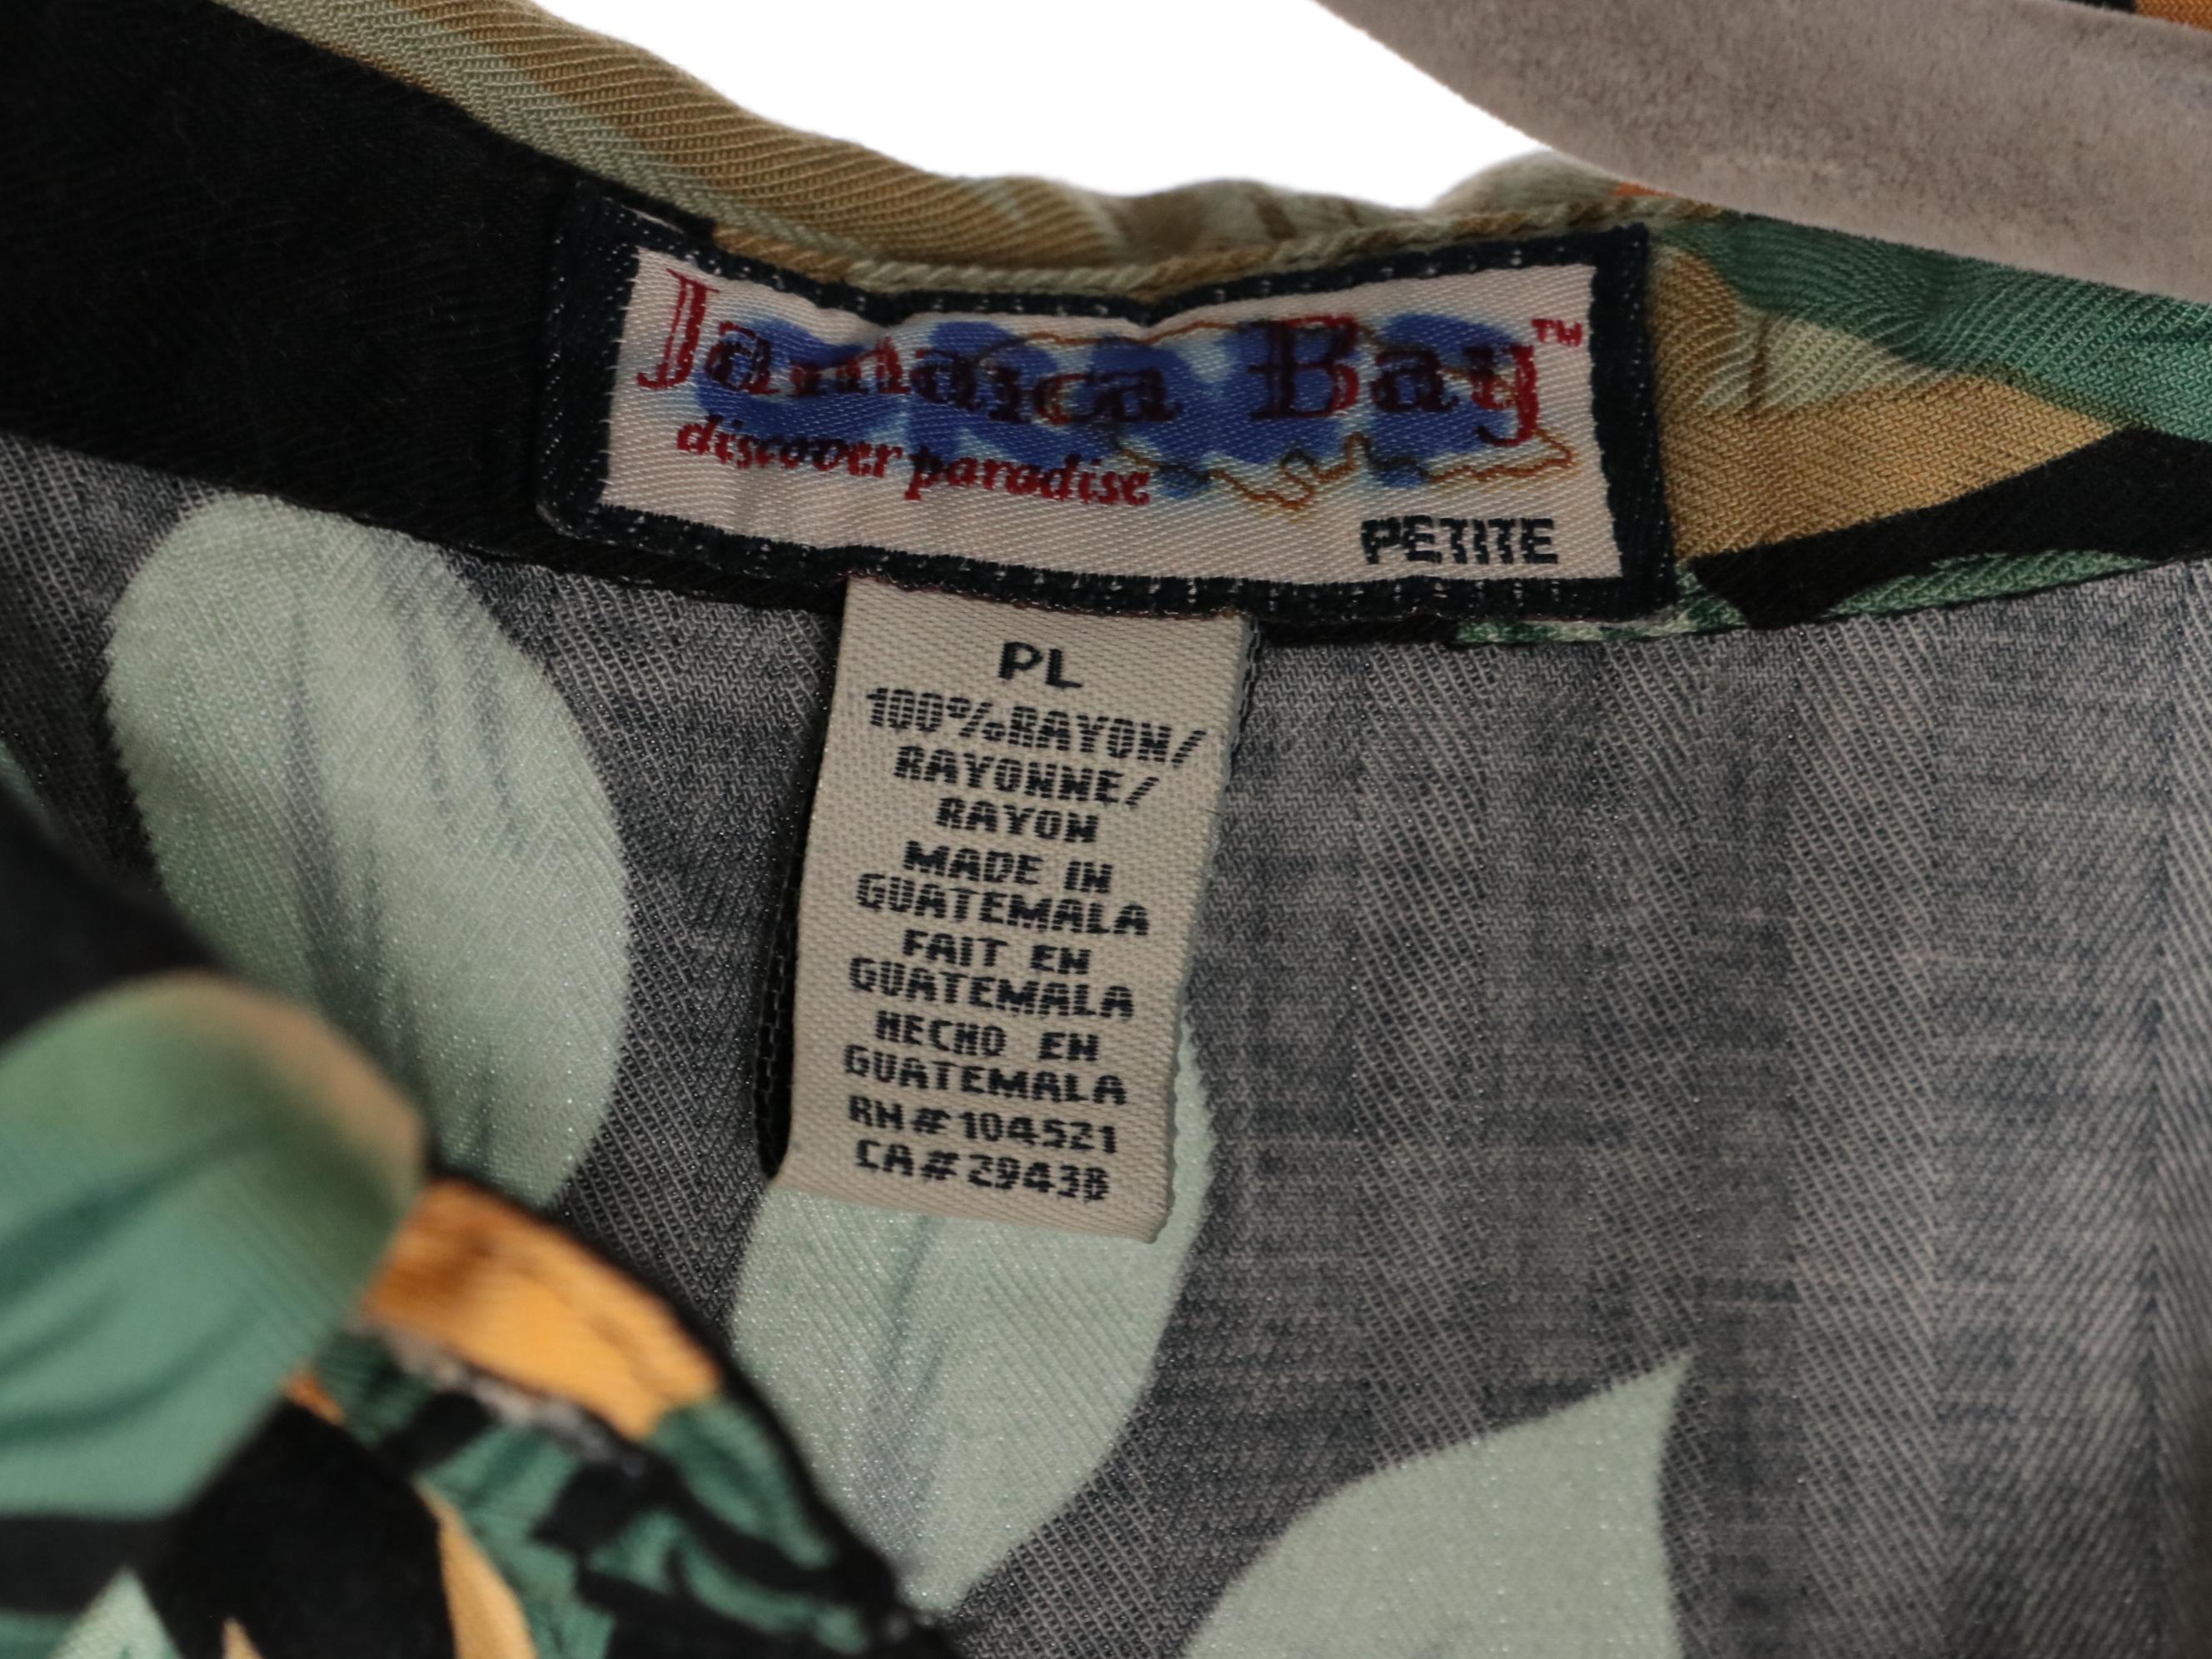 Jamaica Bay™
discover paradise
PETITE
PL
100%RAYON/
RAYONNE/
RAYON
MADE IN
GUATEMALA
FAIT EN
GUATEMALA
HECHO EN
GUATEMALA
RN#104521
CA#29438